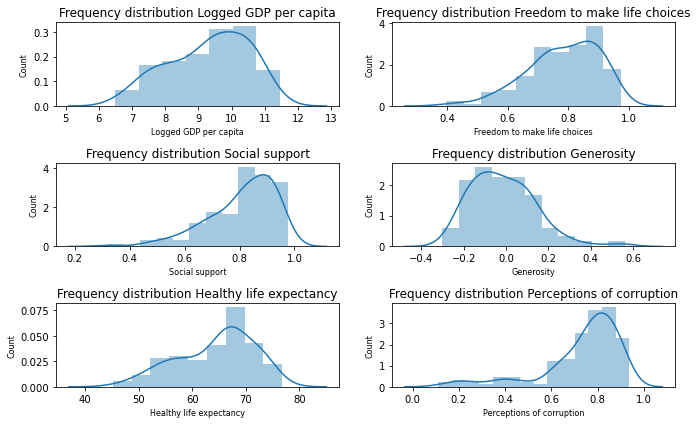 Frequency distribution Logged GDP per capita
Count
0.3
0.2
0.1
0.0
5 6 7 8 9 10 11 12 13
Logged GDP per capita
Frequency distribution Freedom to make life choices
Count
4
2
0
0.4 0.6 0.8 1.0
Freedom to make life choices
Frequency distribution Social support
Count
4
2
0
0.2 0.4 0.6 0.8 1.0
Social support
Frequency distribution Generosity
Count
2
1
0
−0.4 −0.2 0.0 0.2 0.4 0.6
Generosity
Frequency distribution Healthy life expectancy
Count
0.075
0.050
0.025
0.000
40 50 60 70 80
Healthy life expectancy
Frequency distribution Perceptions of corruption
Count
3
2
1
0
0.0 0.2 0.4 0.6 0.8 1.0
Perceptions of corruption